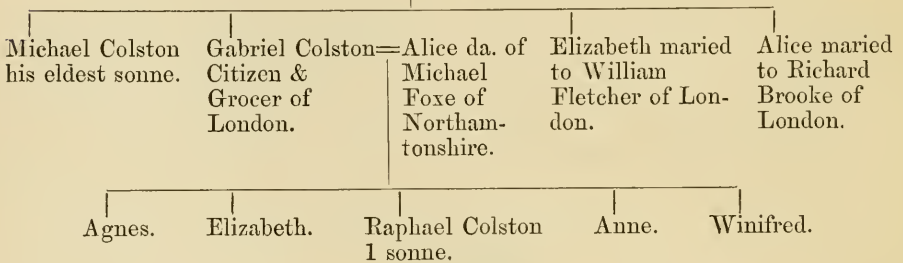 Michael Colston
his eldest sonne.
Gabriel Colston=Alice da. of
Citizen &
Grocer of
London.
Michael
Foxe of
Northam-
tonshire.
Elizabeth maried
to William
Fletcher of Lon-
don.
Alice maried
to Richard
Brooke of
London.
Agnes.
Elizabeth.
Raphael Colston
1 sonne.
Anne.
Winifred.